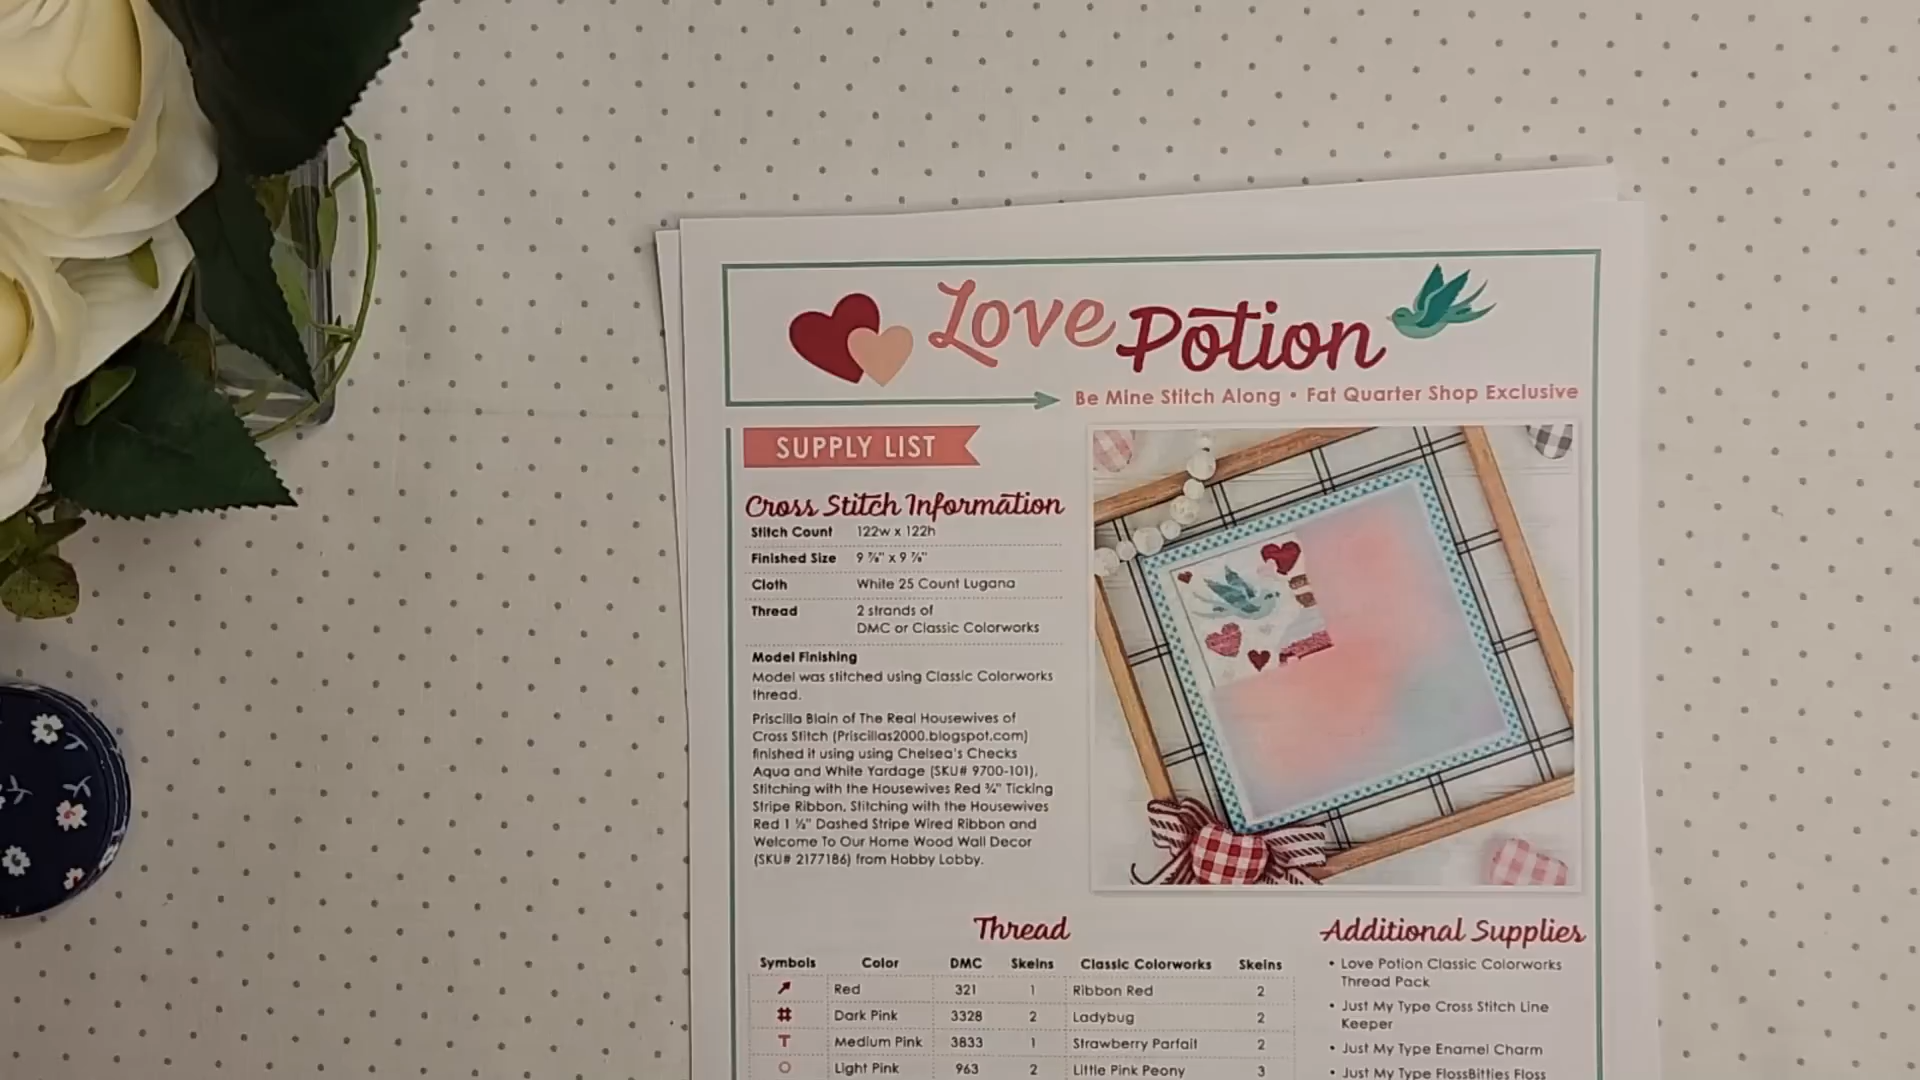 Love Potion
Be Mine Stitch Along • Fat Quarter Shop Exclusive
SUPPLY LIST
Cross Stitch Information
Stitch Count 122w x 122h
Finished Size 9 ⅞" x 9 ⅞"
Cloth White 25 Count Lugana
Thread 2 strands of
DMC or Classic Colorworks
Model Finishing
Model was stitched using Classic Colorworks
thread.
Priscilla Blain of The Real Housewives of
Cross Stitch (Priscillas2000.blogspot.com)
finished it using using Chelsea's Checks
Aqua and White Yardage (SKU# 9700-101),
Stitching with the Housewives Red ¾" Ticking
Stripe Ribbon, Stitching with the Housewives
Red 1 ½" Dashed Stripe Wired Ribbon and
Welcome To Our Home Wood Wall Decor
(SKU# 2177186) from Hobby Lobby.
Thread
Symbols Color DMC Skeins Classic Colorworks Skeins
Red 321 1 Ribbon Red 2
# Dark Pink 3328 2 Ladybug 2
T Medium Pink 3833 1 Strawberry Parfait 2
O Light Pink 963 2 Little Pink Peony 3
Additional Supplies
• Love Potion Classic Colorworks
Thread Pack
• Just My Type Cross Stitch Line
Keeper
• Just My Type Enamel Charm
• Just My Type FlossBitties Floss